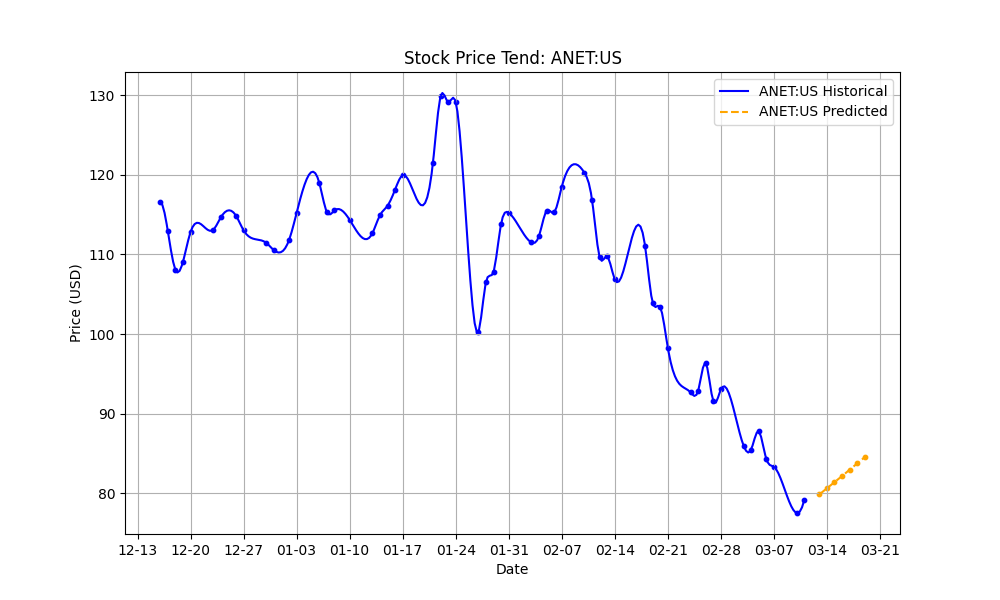 Stock Price Tend: ANET:US
ANET:US Historical
ANET:US Predicted
Price (USD)
130
120
110
100
90
80
12-13 12-20 12-27 01-03 01-10 01-17 01-24 01-31 02-07 02-14 02-21 02-28 03-07 03-14 03-21
Date